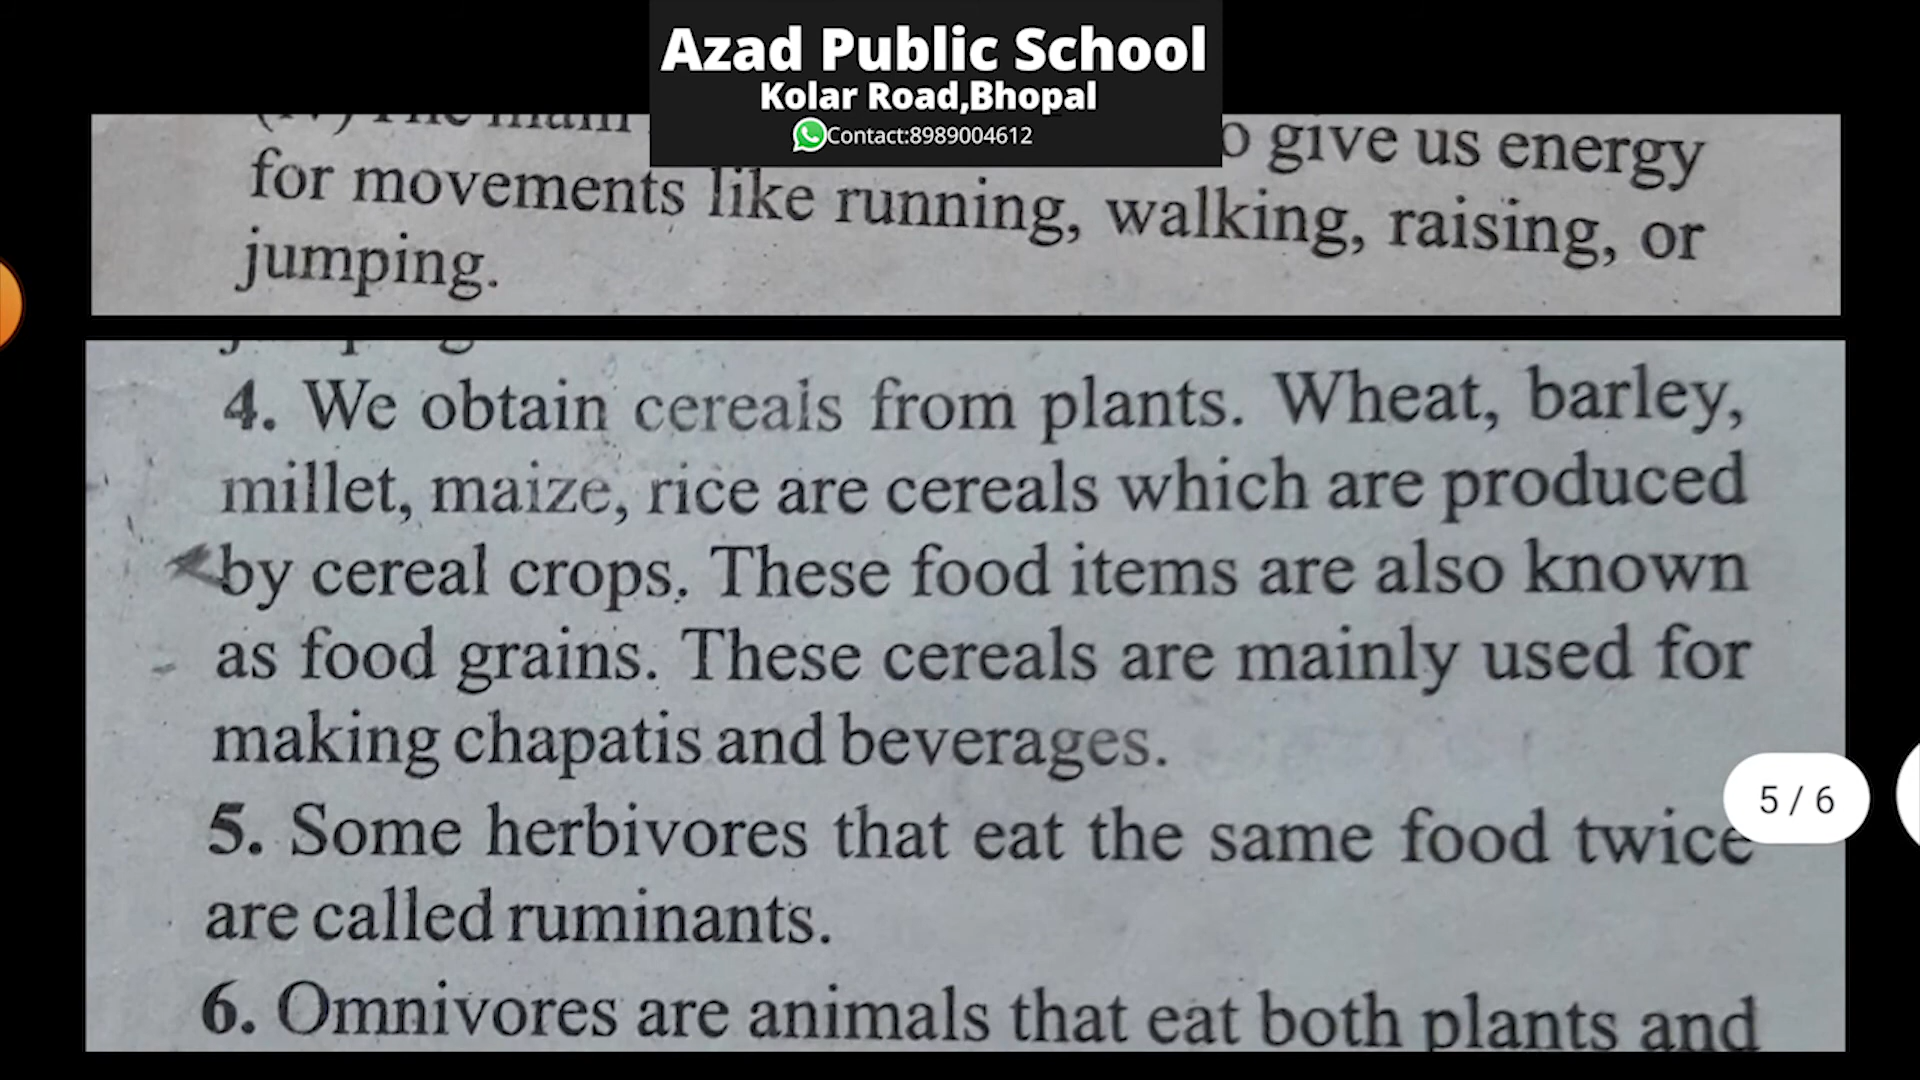 Azad Public School
Kolar Road,Bhopal
Contact:8989004612
give us energy
for movements like running, walking, raising, or
jumping.
4. We obtain cereals from plants. Wheat, barley,
millet, maize, rice are cereals which are produced
by cereal crops. These food items are also known
as food grains. These cereals are mainly used for
making chapatis and beverages.
5 / 6
5. Some herbivores that eat the same food twice
are called ruminants.
6. Omnivores are animals that eat both plants and